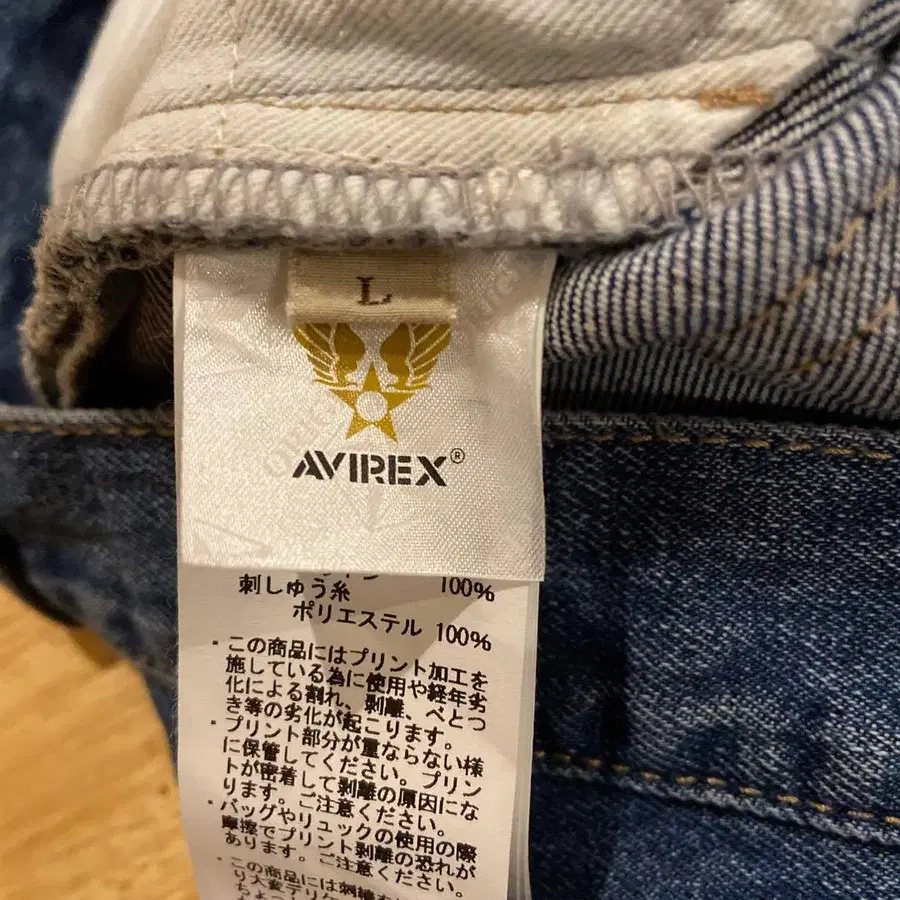 L
AVIREX®
100%
刺しゅう糸
ポリエステル 100%
・この商品にはプリント加工を
施している為に使用や経年劣
化による割れ、剥離、べとつ
き等の劣化が起こります。
・プリント部分が重ならない様
に保管してください。プリン
トが密着して剥離の原因にな
ります。ご注意ください。
・バッグやリュックの使用の際
摩擦でプリント剥離の恐れが
あります。ご注意ください。
・この商品には刺繍を
り大変デリケ